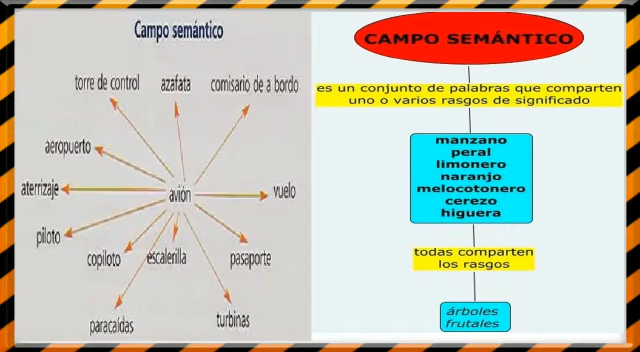 Campo semántico
torre de control
azafata
comisario de a bordo
aeropuerto
aterrizaje
avión
vuelo
piloto
copiloto
escalerilla
pasaporte
paracaídas
turbinas
CAMPO SEMÁNTICO
es un conjunto de palabras que comparten
uno o varios rasgos de significado
manzano
peral
limonero
naranjo
melocotonero
cerezo
higuera
todas comparten
los rasgos
árboles
frutales